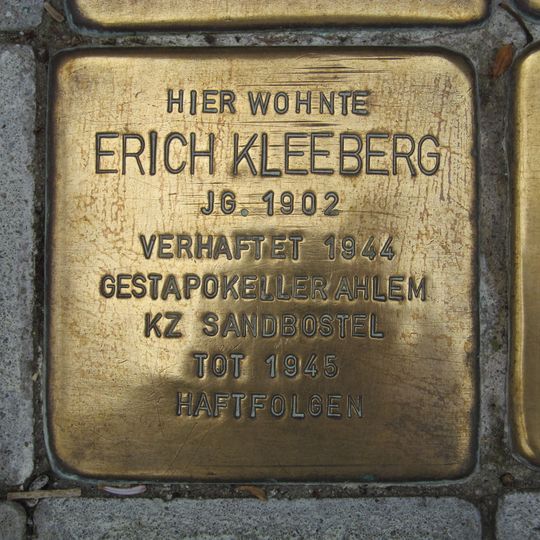 HIER WOHNTE
ERICH KLEEBERG
JG. 1902
VERHAFTET 1944
GESTAPOKELLER AHLEM
KZ SANDBOSTEL
TOT 1945
HAFTFOLGEN